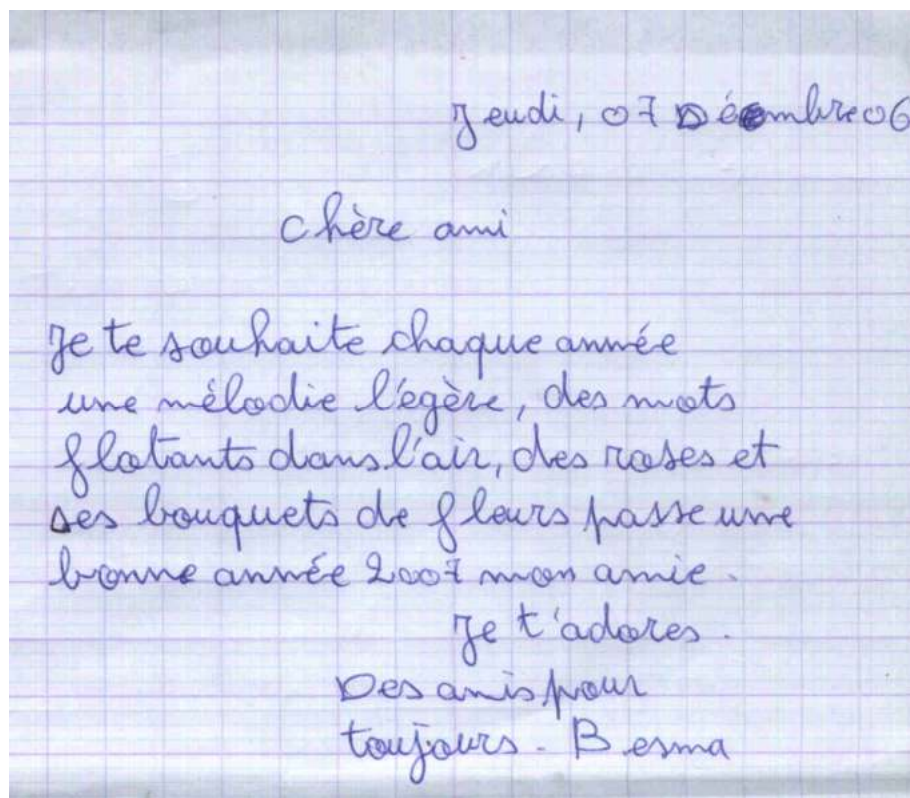 Jeudi, 07 Décembre 06
chère ami
Je te souhaite chaque année
une mélodie l'égère, des mots
flotants dans l'air, des roses et
des bouquets de fleurs passe une
bonne année 2007 mon amie.
Je t'adores.
Des amis pour
toujours. Besma